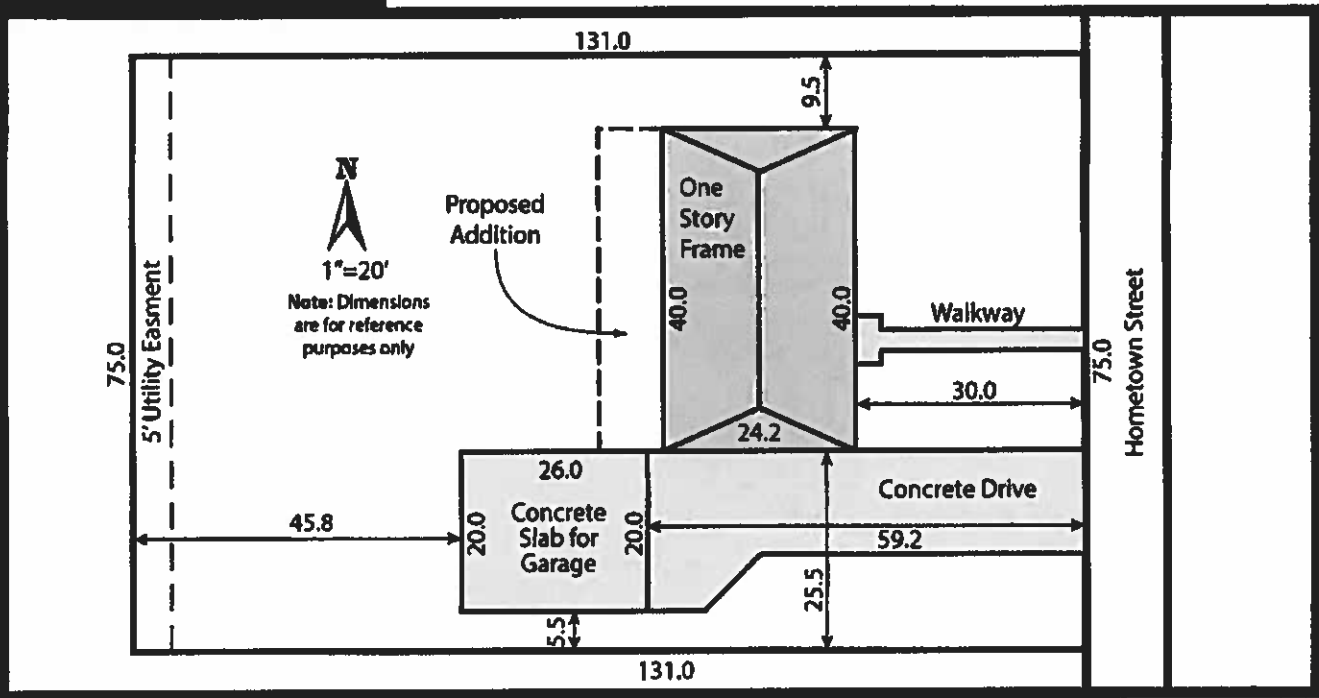 131.0
9.5
N
1"=20'
Note: Dimensions
are for reference
purposes only
Proposed
Addition
One
Story
Frame
40.0
40.0
Walkway
75.0
5' Utility Easment
75.0
Hometown Street
30.0
24.2
26.0
Concrete
Slab for
Garage
20.0
20.0
45.8
Concrete Drive
59.2
25.5
5.5
131.0